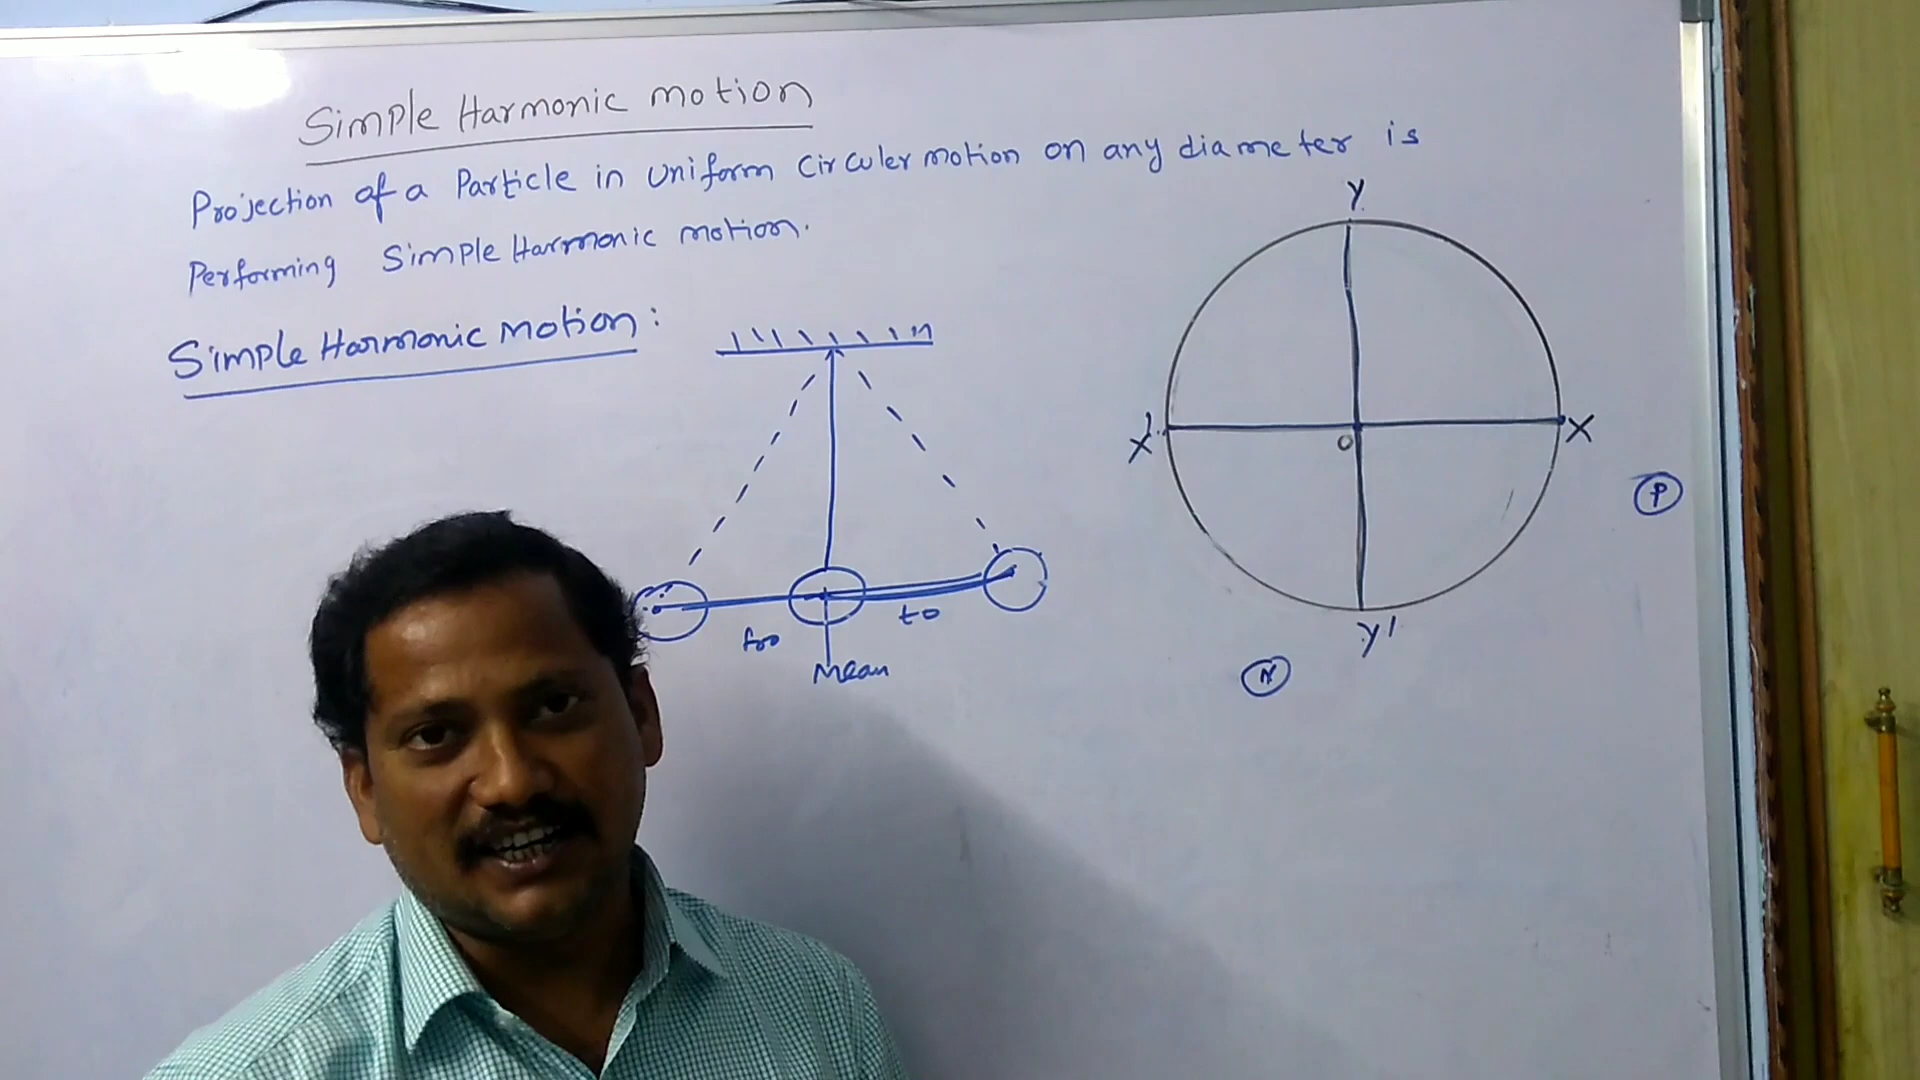 Simple Harmonic motion
Projection of a Particle in uniform Circuler motion on any diameter is
Performing Simple Harmonic motion.
Simple Harmonic Motion:
Y
X'
O
X
P
fro
to
Mean
Y'
N